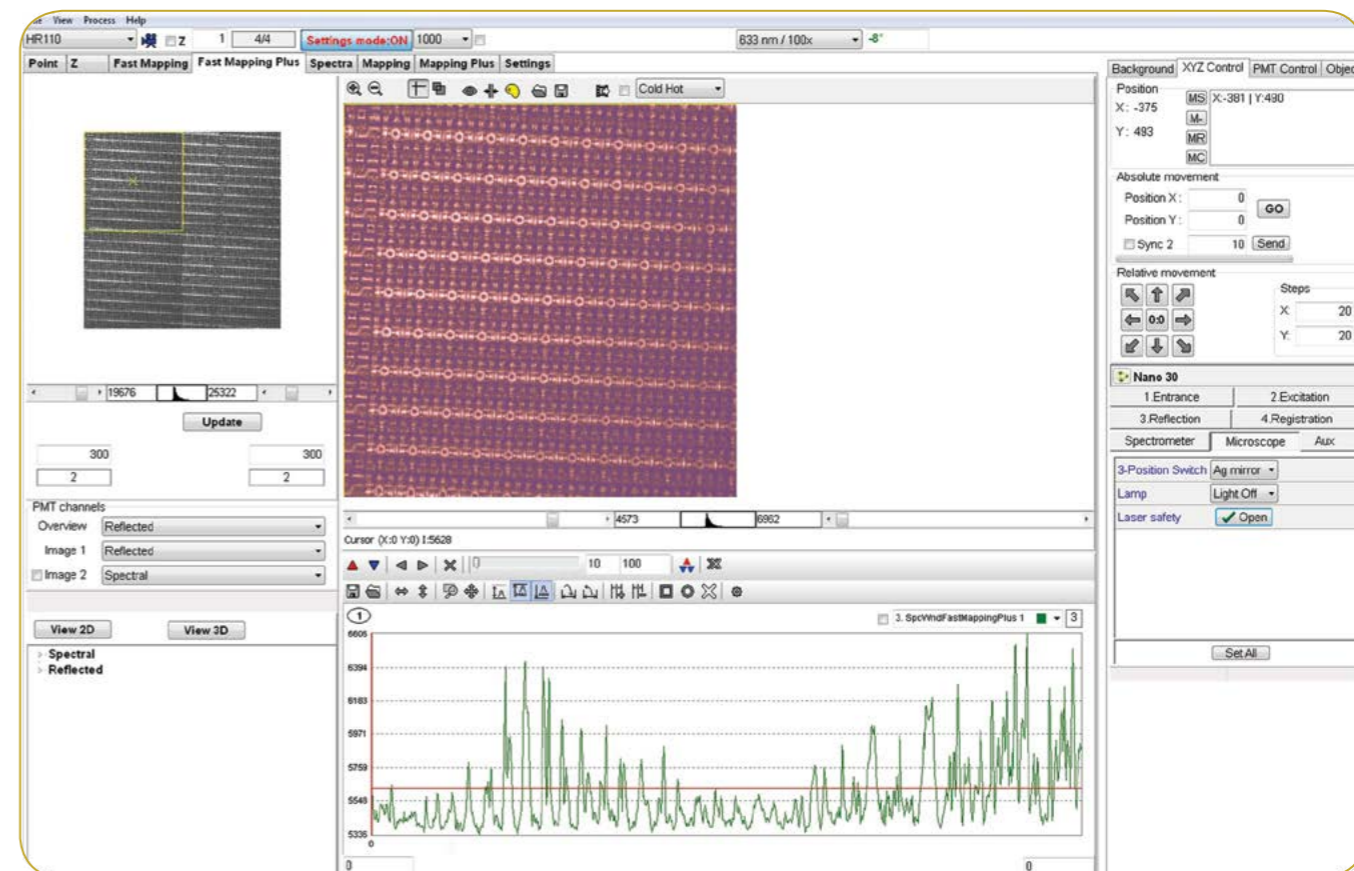 View Process Help
HR110 Z 1 4/4 Settings mode:ON 1000 633 nm / 100x -8°
Point Z Fast Mapping Fast Mapping Plus Spectra Mapping Mapping Plus Settings
Background XYZ Control PMT Control Objec
Cold Hot
Position
X: -375
Y: 493
MS
M-
MR
MC
X:-381 | Y:490
Absolute movement
Position X: 0
Position Y: 0
GO
Sync 2 10 Send
Relative movement
0:0
Steps
X: 20
Y: 20
Nano 30
1.Entrance 2.Excitation
3.Reflection 4.Registration
Spectrometer Microscope Aux
3-Position Switch Ag mirror
Lamp Light Off
Laser safety Open
Set All
19676 25322
Update
300 300
2 2
PMT channels
Overview Reflected
Image 1 Reflected
Image 2 Spectral
View 2D View 3D
Spectral
Reflected
4573 6962
Cursor (X:0 Y:0) I:5628
0 10 100
1
3. SpcWndFastMappingPlus 1 3
6605
6394
6183
5971
5759
5548
5336
0
0 0